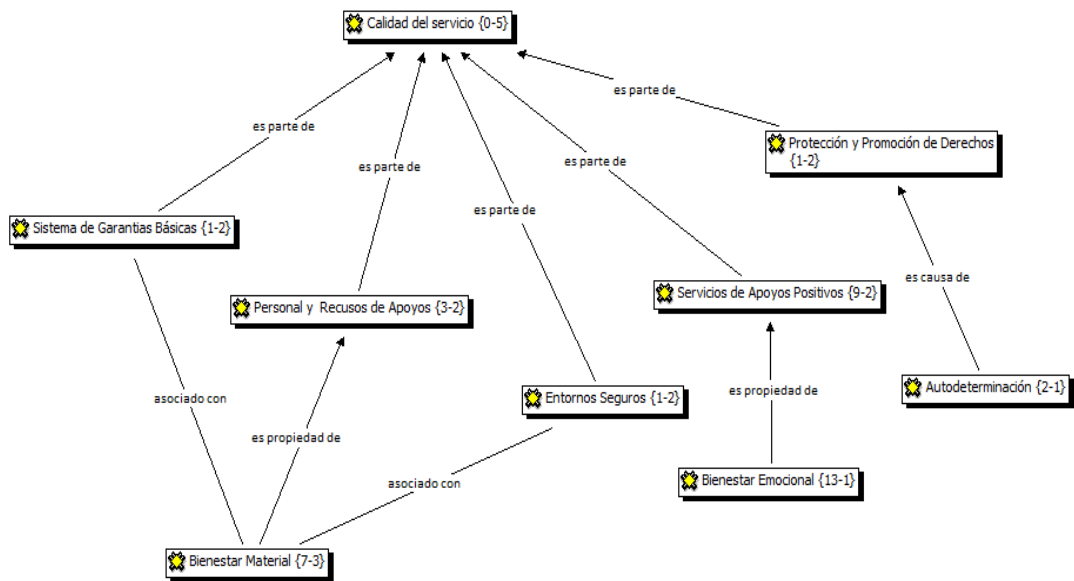 Calidad del servicio {0-5}
es parte de
es parte de
Protección y Promoción de Derechos
{1-2}
es parte de
es parte de
es parte de
Sistema de Garantias Básicas {1-2}
es causa de
Servicios de Apoyos Positivos {9-2}
Personal y Recusos de Apoyos {3-2}
Autodeterminación {2-1}
es propiedad de
asociado con
Entornos Seguros {1-2}
es propiedad de
Bienestar Emocional {13-1}
asociado con
Bienestar Material {7-3}